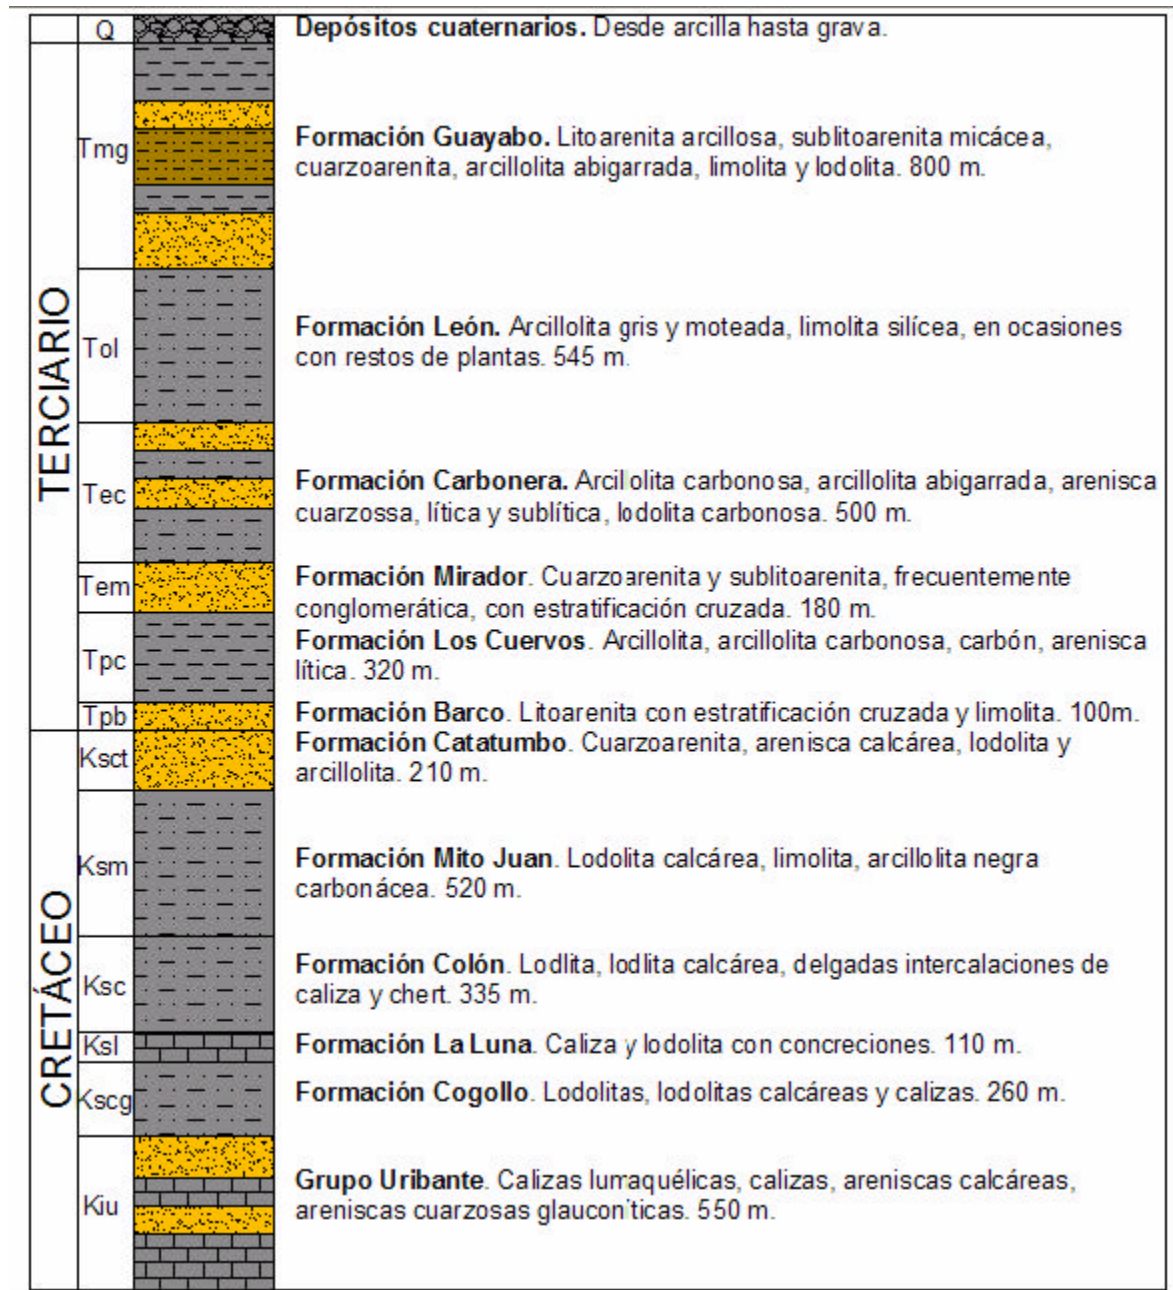 Q
Depósitos cuaternarios. Desde arcilla hasta grava.
TERCIARIO
Tmg
Formación Guayabo. Litoarenita arcillosa, sublitoarenita micácea,
cuarzoarenita, arcillolita abigarrada, limolita y lodolita. 800 m.
Tol
Formación León. Arcillolita gris y moteada, limolita silícea, en ocasiones
con restos de plantas. 545 m.
Tec
Formación Carbonera. Arcillolita carbonosa, arcillolita abigarrada, arenisca
cuarzossa, lítica y sublítica, lodolita carbonosa. 500 m.
Tem
Formación Mirador. Cuarzoarenita y sublitoarenita, frecuentemente
conglomerática, con estratificación cruzada. 180 m.
Tpc
Formación Los Cuervos. Arcillolita, arcillolita carbonosa, carbón, arenisca
lítica. 320 m.
Tpb
Formación Barco. Litoarenita con estratificación cruzada y limolita. 100m.
CRETÁCEO
Ksct
Formación Catatumbo. Cuarzoarenita, arenisca calcárea, lodolita y
arcillolita. 210 m.
Ksm
Formación Mito Juan. Lodolita calcárea, limolita, arcillolita negra
carbonácea. 520 m.
Ksc
Formación Colón. Lodlita, lodlita calcárea, delgadas intercalaciones de
caliza y chert. 335 m.
Ksl
Formación La Luna. Caliza y lodolita con concreciones. 110 m.
Kscg
Formación Cogollo. Lodolitas, lodolitas calcáreas y calizas. 260 m.
Kiu
Grupo Uribante. Calizas lumaquélicas, calizas, areniscas calcáreas,
areniscas cuarzosas glauconíticas. 550 m.